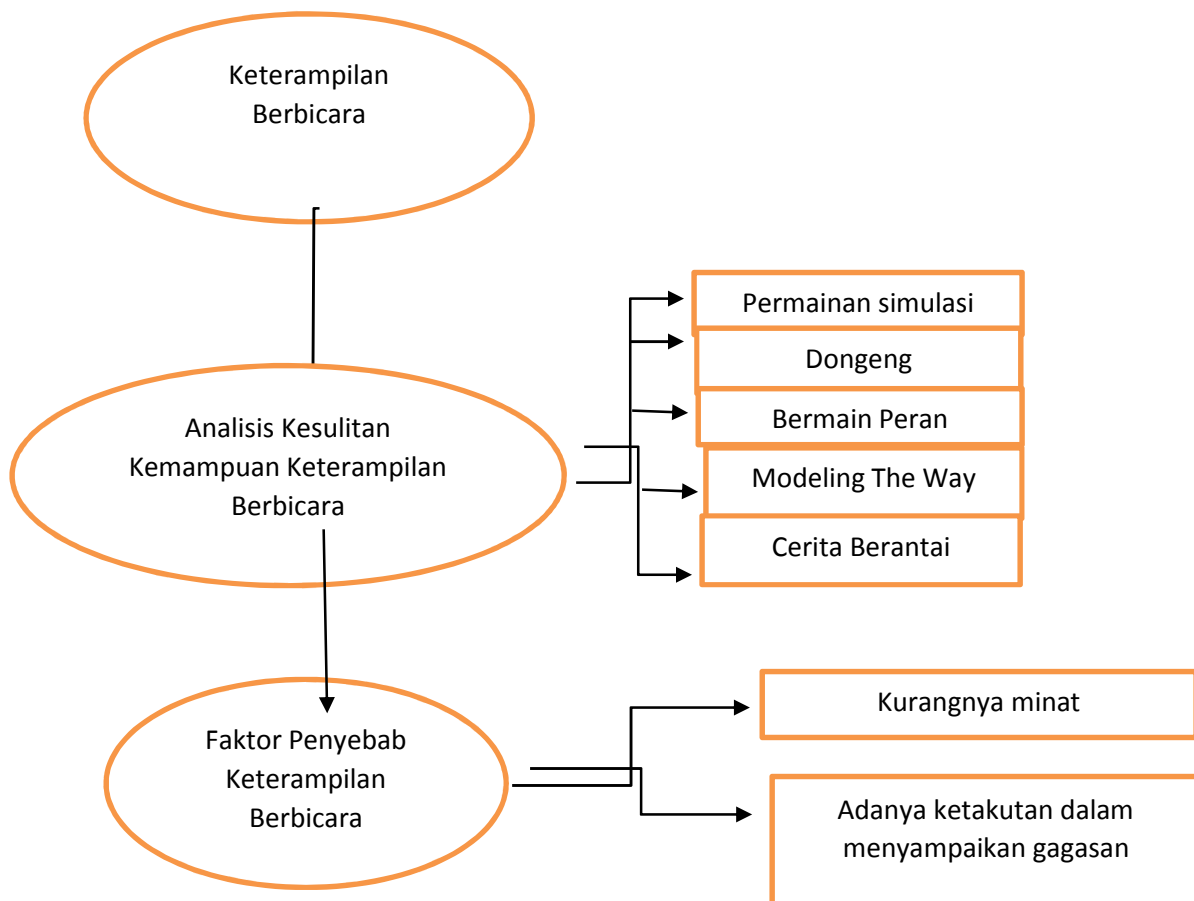 Keterampilan
Berbicara
Permainan simulasi
Dongeng
Bermain Peran
Analisis Kesulitan
Kemampuan Keterampilan
Berbicara
Modeling The Way
Cerita Berantai
Kurangnya minat
Faktor Penyebab
Keterampilan
Berbicara
Adanya ketakutan dalam
menyampaikan gagasan